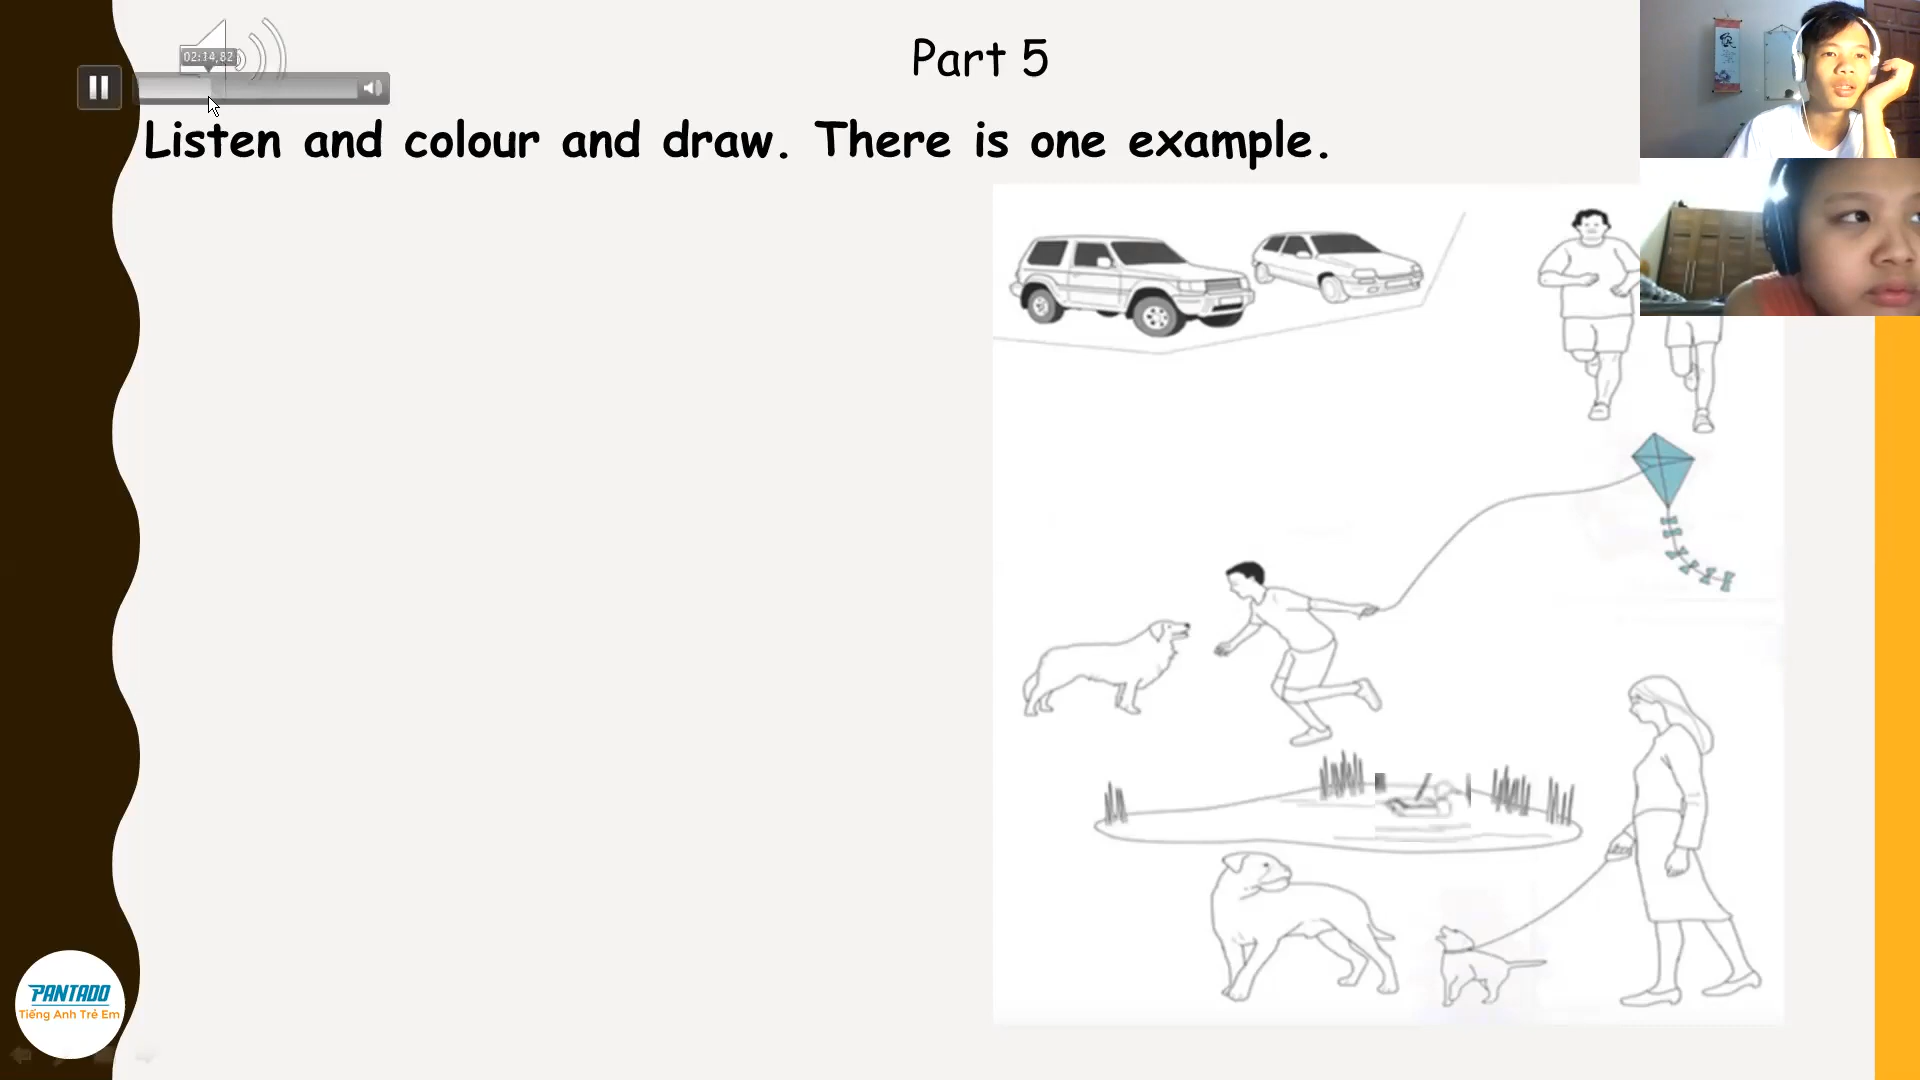 Part 5
02:14,82
Listen and colour and draw. There is one example.
PANTADO
Tiếng Anh Trẻ Em